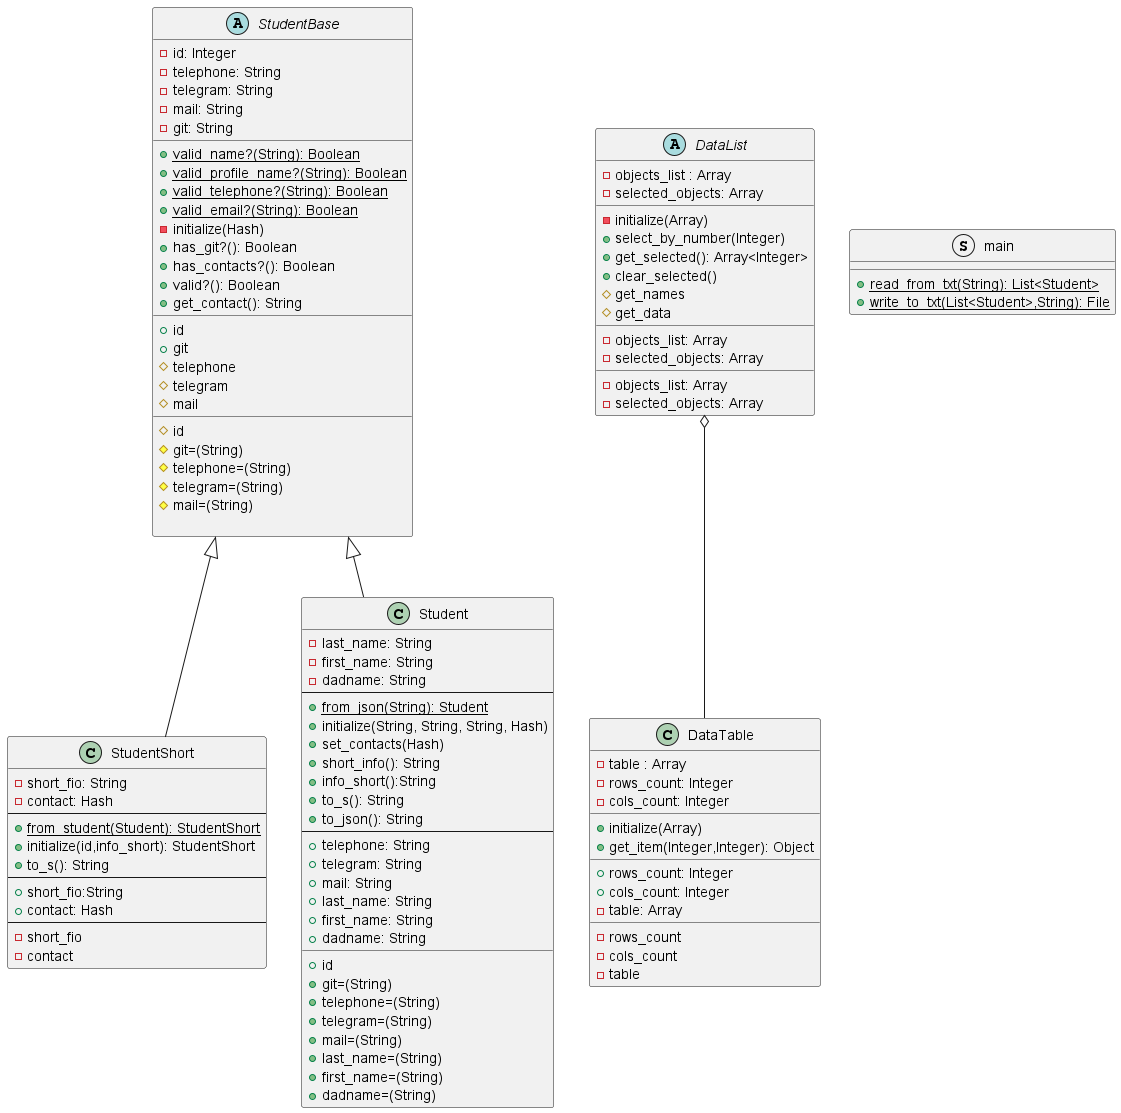 A StudentBase
id: Integer
telephone: String
telegram: String
mail: String
git: String
valid_name?(String): Boolean
valid_profile_name?(String): Boolean
valid_telephone?(String): Boolean
valid_email?(String): Boolean
initialize(Hash)
has_git?(): Boolean
has_contacts?(): Boolean
valid?(): Boolean
get_contact(): String
id
git
telephone
telegram
mail
id
git=(String)
telephone=(String)
telegram=(String)
mail=(String)
A DataList
objects_list : Array
selected_objects: Array
initialize(Array)
select_by_number(Integer)
get_selected(): Array<Integer>
clear_selected()
get_names
get_data
objects_list: Array
selected_objects: Array
objects_list: Array
selected_objects: Array
S main
read_from_txt(String): List<Student>
write_to_txt(List<Student>,String): File
C StudentShort
short_fio: String
contact: Hash
from_student(Student): StudentShort
initialize(id,info_short): StudentShort
to_s(): String
short_fio:String
contact: Hash
short_fio
contact
C Student
last_name: String
first_name: String
dadname: String
from_json(String): Student
initialize(String, String, String, Hash)
set_contacts(Hash)
short_info(): String
info_short():String
to_s(): String
to_json(): String
telephone: String
telegram: String
mail: String
last_name: String
first_name: String
dadname: String
id
git=(String)
telephone=(String)
telegram=(String)
mail=(String)
last_name=(String)
first_name=(String)
dadname=(String)
C DataTable
table : Array
rows_count: Integer
cols_count: Integer
initialize(Array)
get_item(Integer,Integer): Object
rows_count: Integer
cols_count: Integer
table: Array
rows_count
cols_count
table